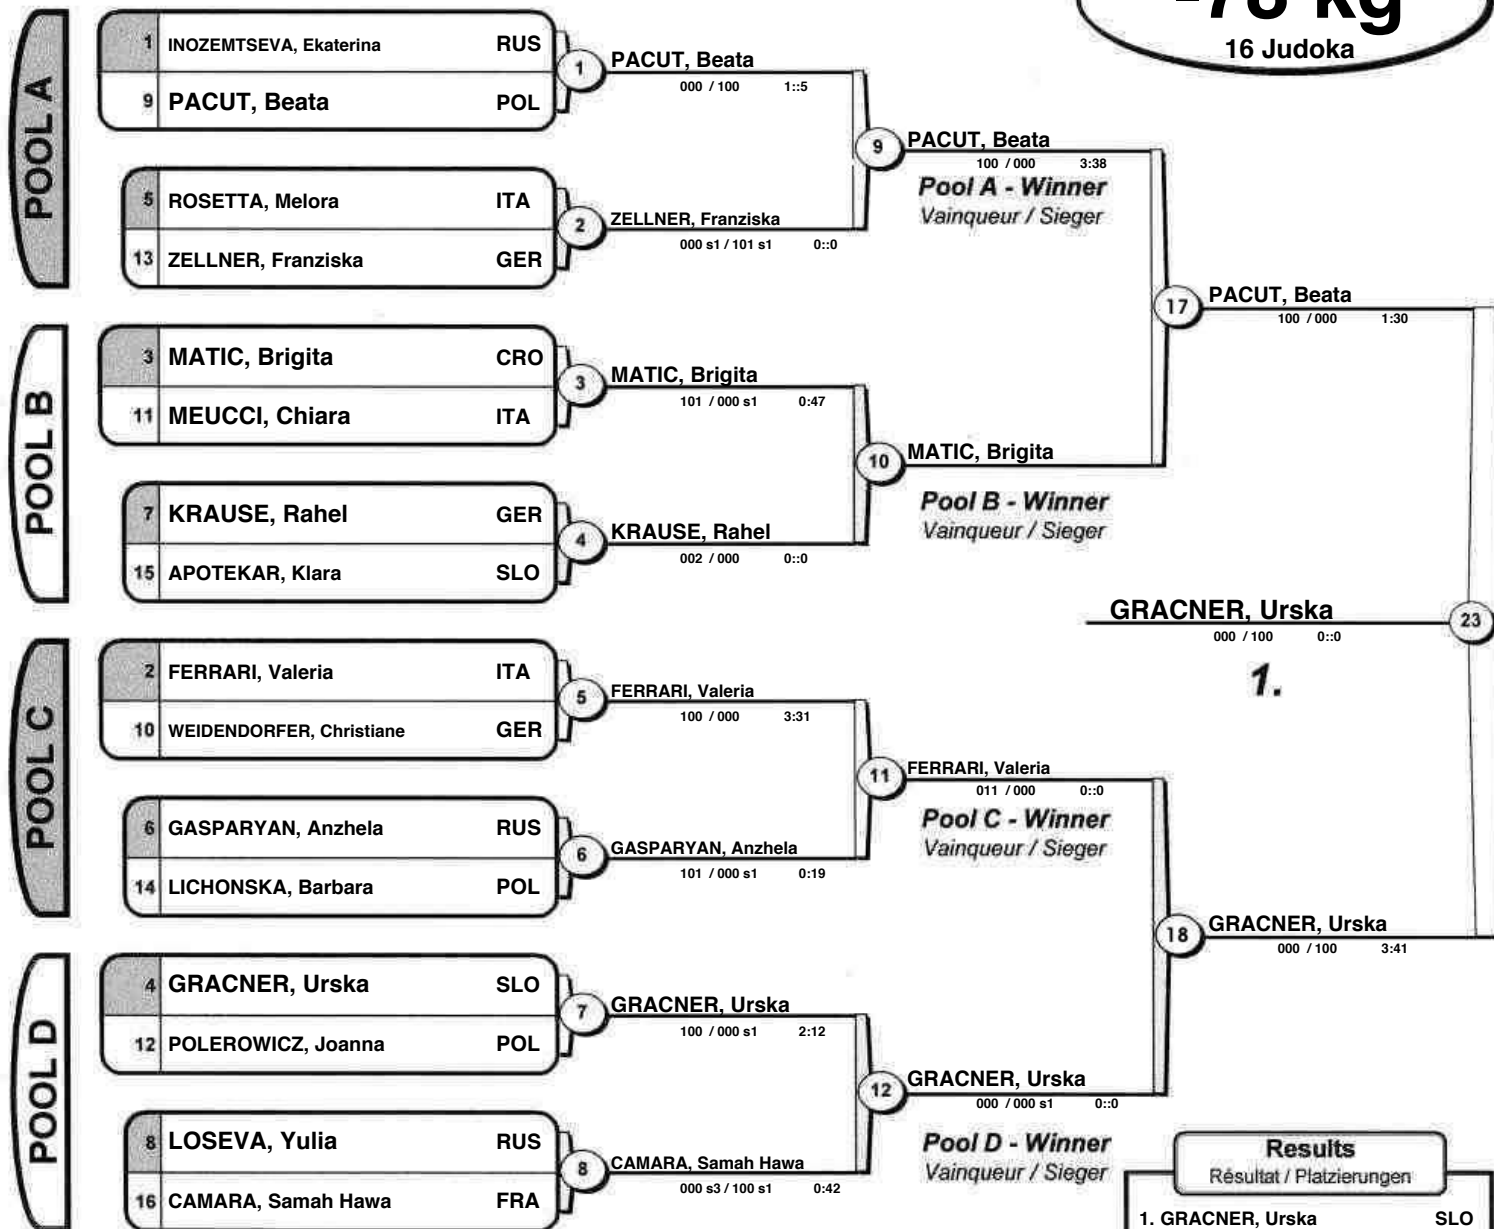 -78 kg
16 Judoka
POOL A
1 INOZEMTSEVA, Ekaterina RUS
9 PACUT, Beata POL
1
PACUT, Beata
000 / 100 1::5
5 ROSETTA, Melora ITA
13 ZELLNER, Franziska GER
2
ZELLNER, Franziska
000 s1 / 101 s1 0::0
9
PACUT, Beata
100 / 000 3:38
Pool A - Winner
Vainqueur / Sieger
POOL B
3 MATIC, Brigita CRO
11 MEUCCI, Chiara ITA
3
MATIC, Brigita
101 / 000 s1 0:47
7 KRAUSE, Rahel GER
15 APOTEKAR, Klara SLO
4
KRAUSE, Rahel
002 / 000 0::0
10
MATIC, Brigita
Pool B - Winner
Vainqueur / Sieger
17
PACUT, Beata
100 / 000 1:30
GRACNER, Urska
000 / 100 0::0
23
1.
POOL C
2 FERRARI, Valeria ITA
10 WEIDENDORFER, Christiane GER
5
FERRARI, Valeria
100 / 000 3:31
6 GASPARYAN, Anzhela RUS
14 LICHONSKA, Barbara POL
6
GASPARYAN, Anzhela
101 / 000 s1 0:19
11
FERRARI, Valeria
011 / 000 0::0
Pool C - Winner
Vainqueur / Sieger
POOL D
4 GRACNER, Urska SLO
12 POLEROWICZ, Joanna POL
7
GRACNER, Urska
100 / 000 s1 2:12
8 LOSEVA, Yulia RUS
16 CAMARA, Samah Hawa FRA
8
CAMARA, Samah Hawa
000 s3 / 100 s1 0:42
12
GRACNER, Urska
000 / 000 s1 0::0
Pool D - Winner
Vainqueur / Sieger
18
GRACNER, Urska
000 / 100 3:41
Results
Résultat / Platzierungen
1. GRACNER, Urska SLO